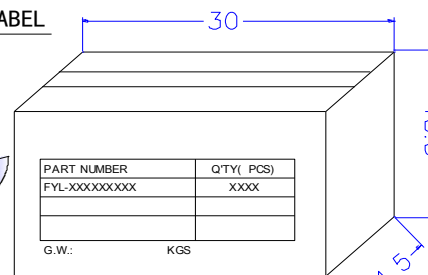 ABEL
30
PART NUMBER Q'TY( PCS)
FYL-XXXXXXXXX XXXX
G.W.: KGS